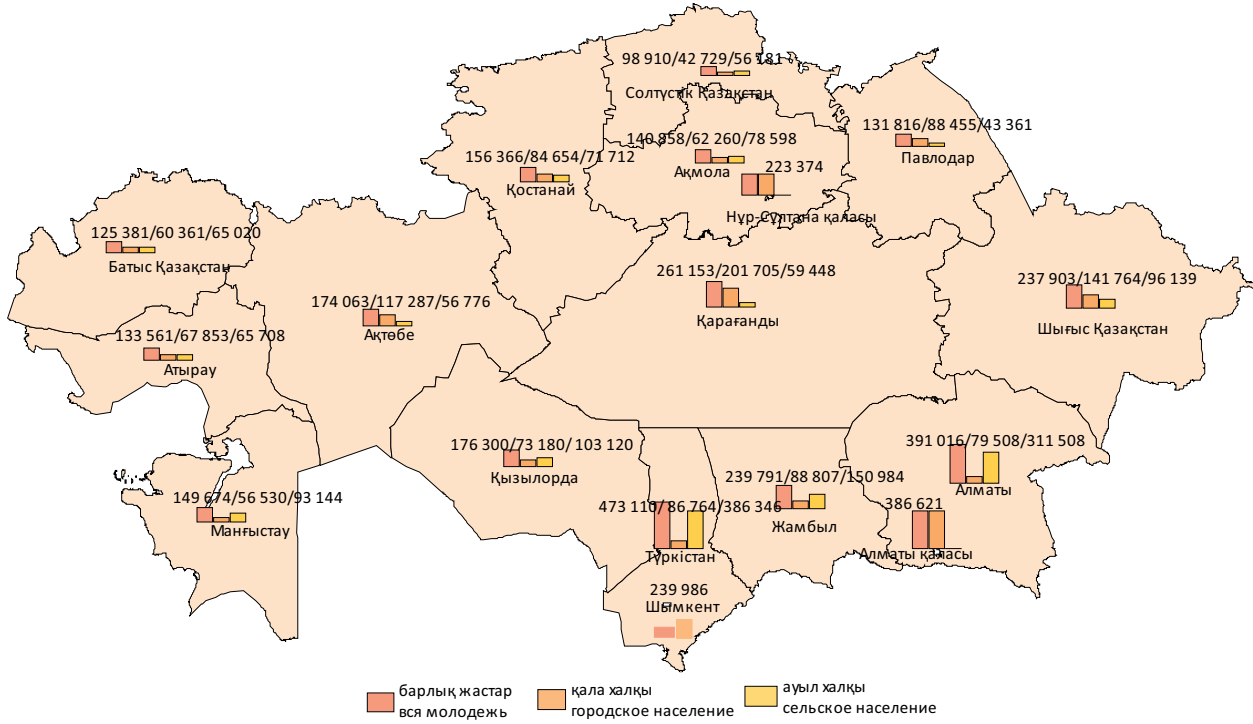 98 910/42 729/56 181
Солтүстік Қазақстан
140 858/62 260/78 598
Ақмола
223 374
Нұр-Сұлтана қаласы
131 816/88 455/43 361
Павлодар
156 366/84 654/71 712
Қостанай
125 381/60 361/65 020
Батыс Қазақстан
174 063/117 287/56 776
Ақтөбе
261 153/201 705/59 448
Қарағанды
237 903/141 764/96 139
Шығыс Қазақстан
133 561/67 853/65 708
Атырау
176 300/73 180/ 103 120
Қызылорда
391 016/79 508/311 508
Алматы
239 791/88 807/150 984
Жамбыл
149 674/56 530/93 144
Манғыстау
473 110/ 86 764/386 346
Түркістан
386 621
Алматы қаласы
239 986
Шымкент
барлық жастар
вся молодежь
қала халқы
городское население
ауыл халқы
сельское население